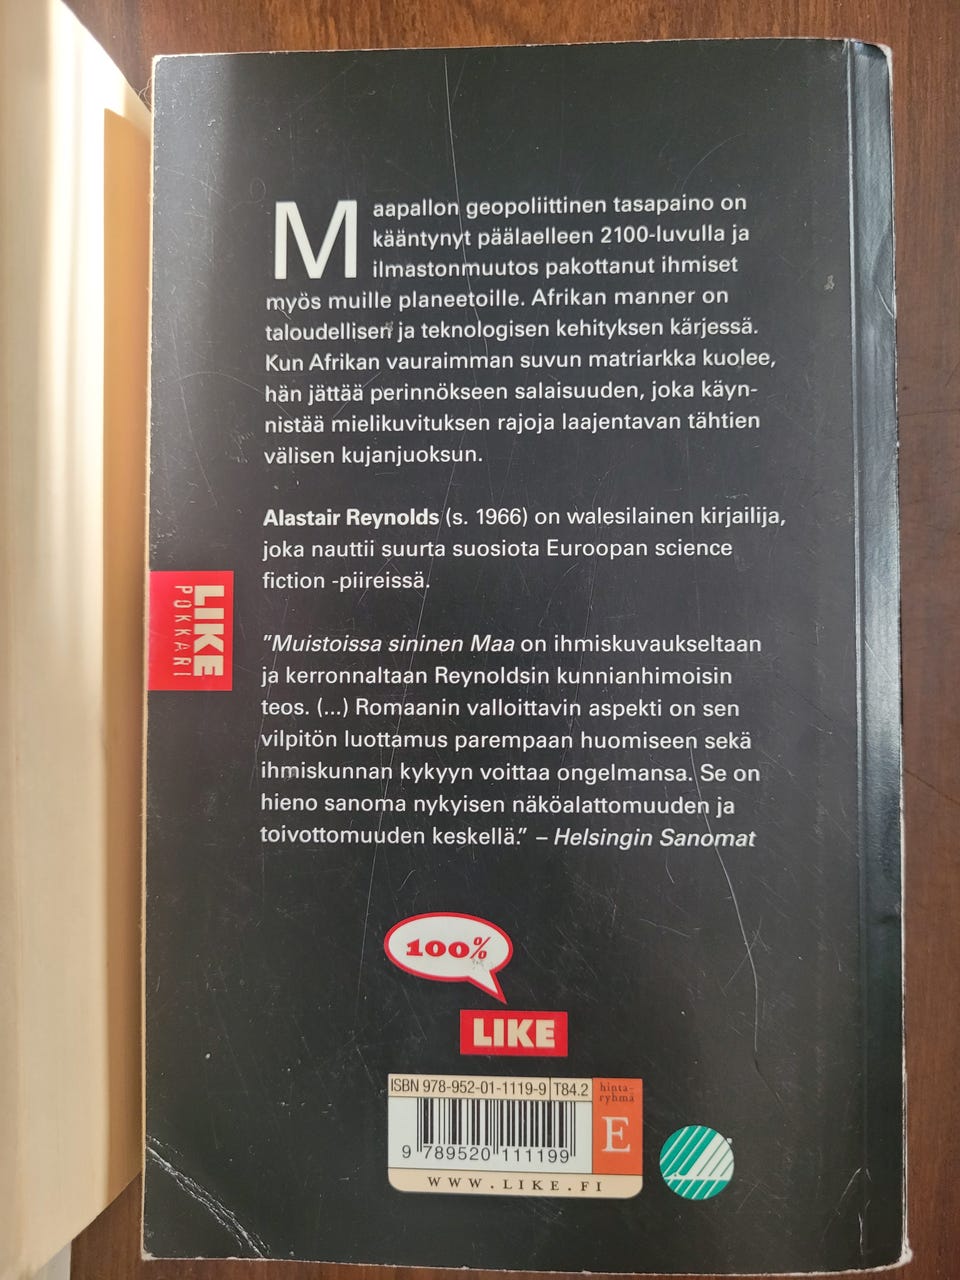 Maapallon geopoliittinen tasapaino on
kääntynyt päälaelleen 2100-luvulla ja
ilmastonmuutos pakottanut ihmiset
myös muille planeetoille. Afrikan manner on
taloudellisen ja teknologisen kehityksen kärjessä.
Kun Afrikan vauraimman suvun matriarkka kuolee,
hän jättää perinnökseen salaisuuden, joka käyn-
nistää mielikuvituksen rajoja laajentavan tähtien
välisen kujanjuoksun.
Alastair Reynolds (s. 1966) on walesilainen kirjailija,
joka nauttii suurta suosiota Euroopan science
fiction -piireissä.
LIKE
POKKARI
”Muistoissa sininen Maa on ihmiskuvaukseltaan
ja kerronnaltaan Reynoldsin kunnianhimoisin
teos. (...) Romaanin valloittavin aspekti on sen
vilpitön luottamus parempaan huomiseen sekä
ihmiskunnan kykyyn voittaa ongelmansa. Se on
hieno sanoma nykyisen näköalattomuuden ja
toivottomuuden keskellä.” – Helsingin Sanomat
100%
LIKE
ISBN 978-952-01-1119-9 T84.2
hinta-
ryhmä
E
9 789520 111199
WWW.LIKE.FI